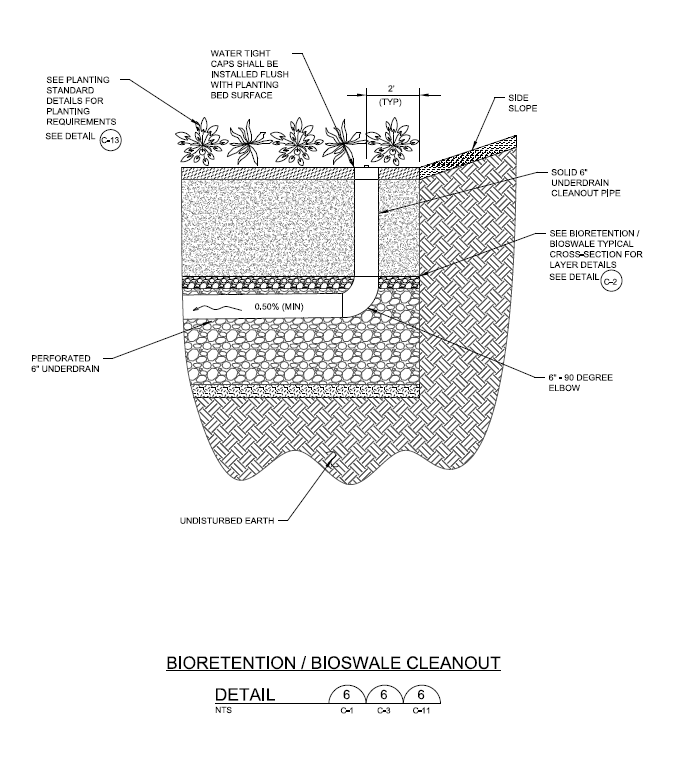 WATER TIGHT
CAPS SHALL BE
INSTALLED FLUSH
WITH PLANTING
BED SURFACE
SEE PLANTING
STANDARD
DETAILS FOR
PLANTING
REQUIREMENTS
SEE DETAIL C-13
2'
(TYP)
SIDE
SLOPE
SOLID 6"
UNDERDRAIN
CLEANOUT PIPE
SEE BIORETENTION /
BIOSWALE TYPICAL
CROSS-SECTION FOR
LAYER DETAILS
SEE DETAIL C-2
0.50% (MIN)
PERFORATED
6" UNDERDRAIN
6" - 90 DEGREE
ELBOW
UNDISTURBED EARTH
BIORETENTION / BIOSWALE CLEANOUT
DETAIL 6 6 6
NTS C-1 C-3 C-11